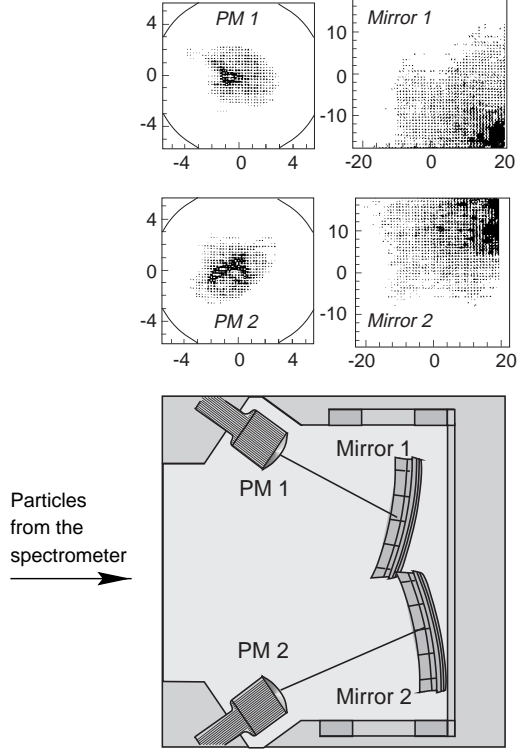 PM 1
4
0
-4
-4 0 4
Mirror 1
10
0
-10
-20 0 20
PM 2
4
0
-4
-4 0 4
Mirror 2
10
0
-10
-20 0 20
Mirror 1
PM 1
Particles
from the
spectrometer
PM 2
Mirror 2